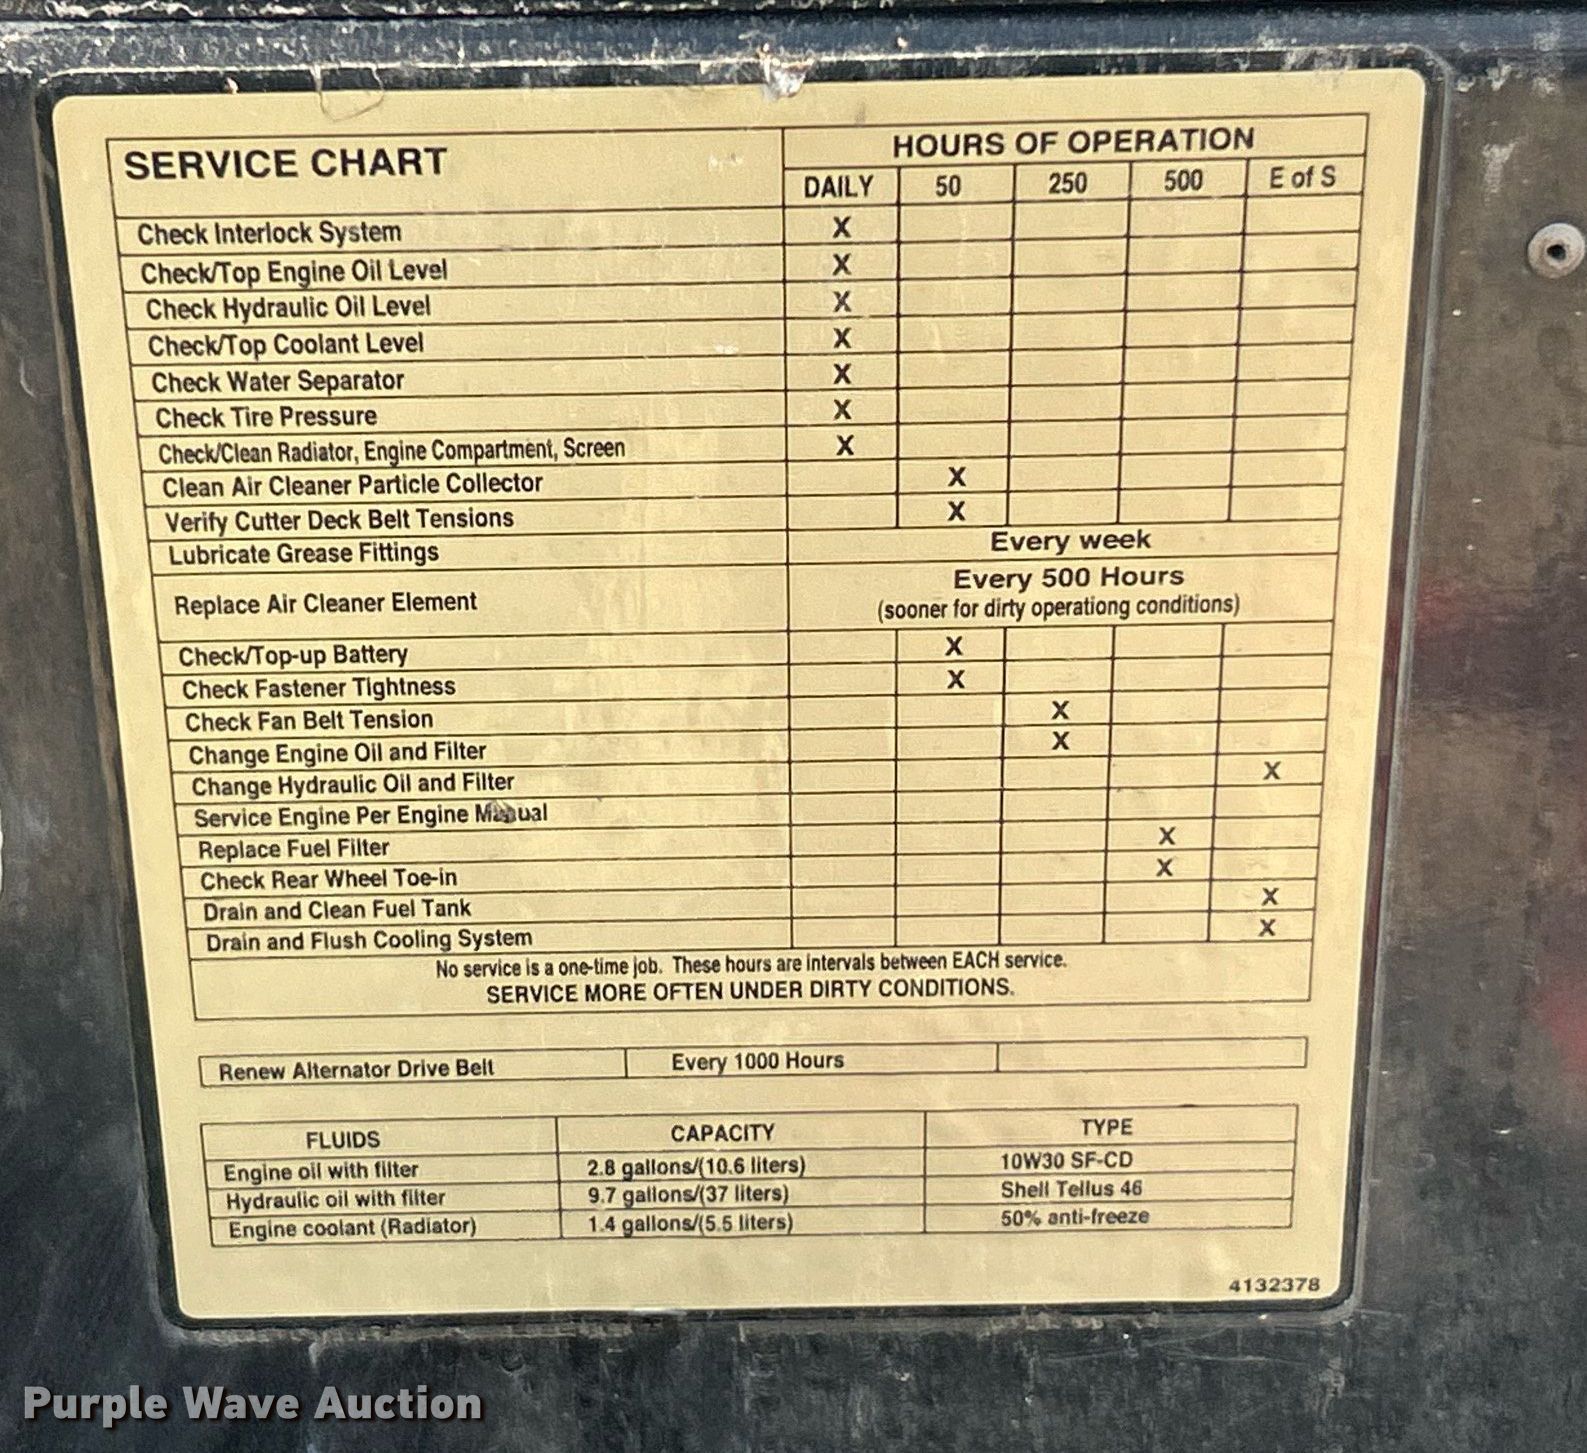 SERVICE CHART
HOURS OF OPERATION
DAILY 50 250 500 E of S
Check Interlock System X
Check/Top Engine Oil Level X
Check Hydraulic Oil Level X
Check/Top Coolant Level X
Check Water Separator X
Check Tire Pressure X
Check/Clean Radiator, Engine Compartment, Screen X
Clean Air Cleaner Particle Collector X
Verify Cutter Deck Belt Tensions X
Lubricate Grease Fittings Every week
Replace Air Cleaner Element Every 500 Hours
(sooner for dirty operationg conditions)
Check/Top-up Battery X
Check Fastener Tightness X
Check Fan Belt Tension X
Change Engine Oil and Filter X
Change Hydraulic Oil and Filter X
Service Engine Per Engine Manual
Replace Fuel Filter X
Check Rear Wheel Toe-in X
Drain and Clean Fuel Tank X
Drain and Flush Cooling System X
No service is a one-time job. These hours are intervals between EACH service.
SERVICE MORE OFTEN UNDER DIRTY CONDITIONS.
Renew Alternator Drive Belt Every 1000 Hours
FLUIDS CAPACITY TYPE
Engine oil with filter 2.8 gallons/(10.6 liters) 10W30 SF-CD
Hydraulic oil with filter 9.7 gallons/(37 liters) Shell Tellus 46
Engine coolant (Radiator) 1.4 gallons/(5.5 liters) 50% anti-freeze
4132378
Purple Wave Auction